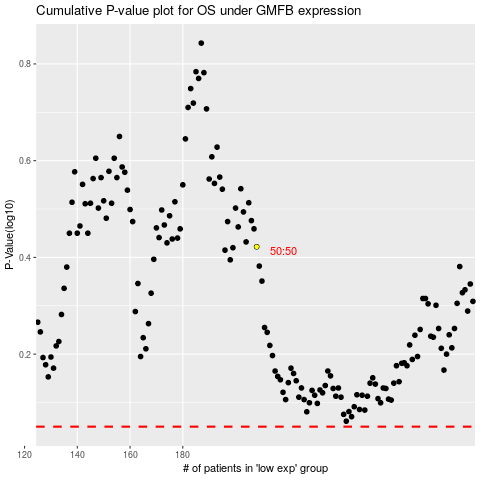 Cumulative P-value plot for OS under GMFB expression
P-Value(log10)
0.8
0.6
0.4
0.2
50:50
120 140 160 180
# of patients in 'low exp' group